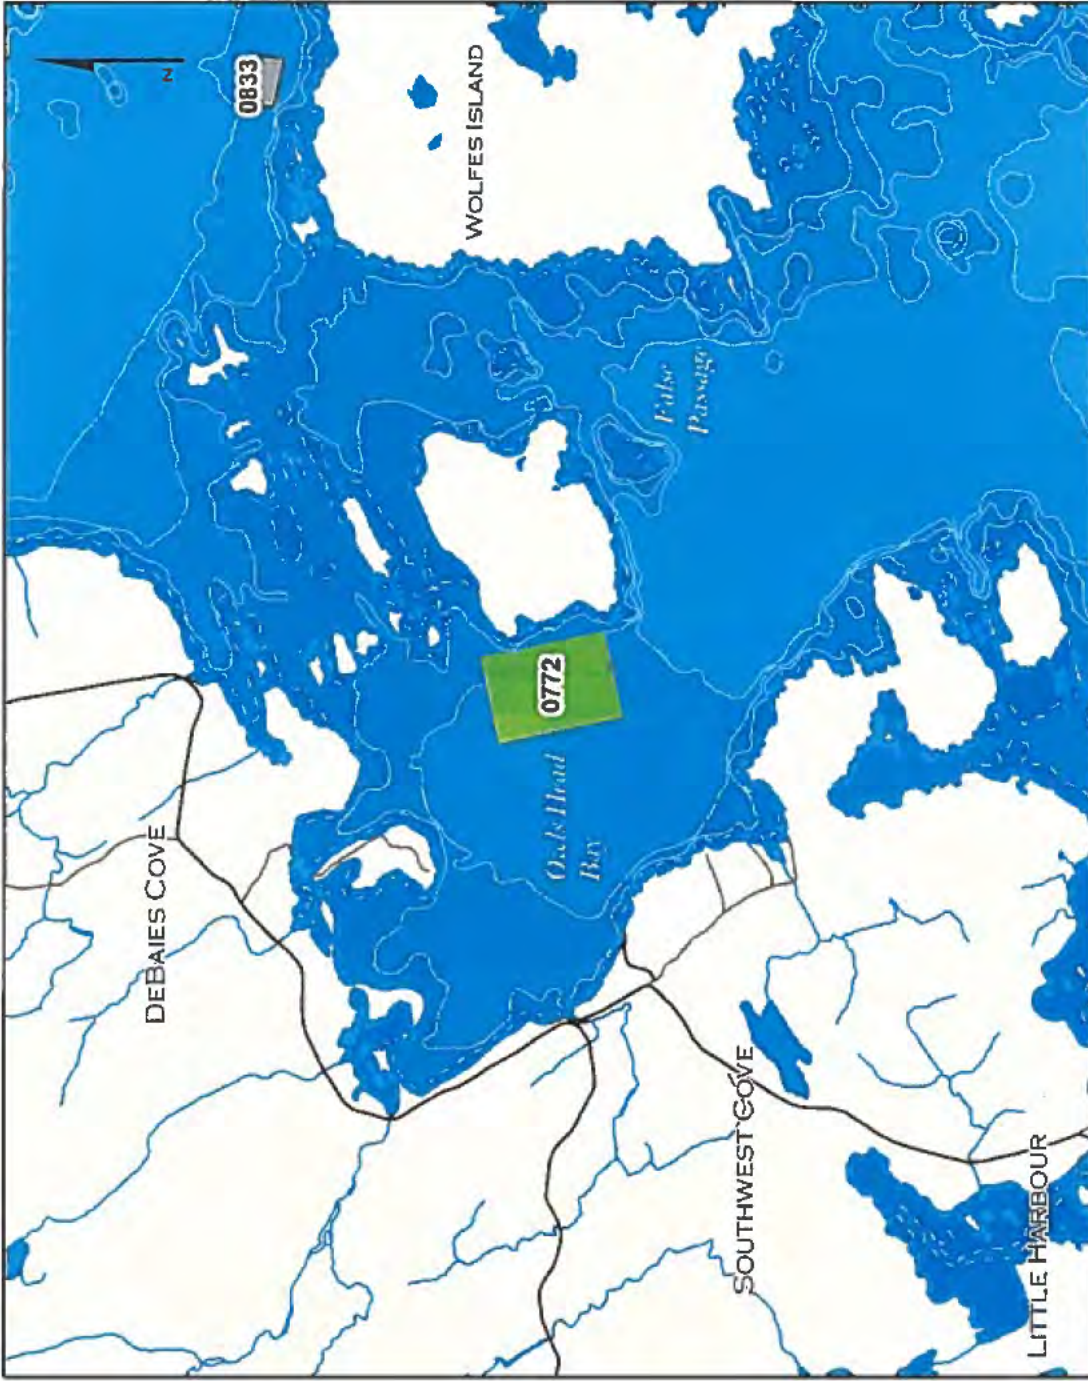 DEBAIES COVE
N
0833
WOLFES ISLAND
0772
Owls Head
Bay
False
Passage
SOUTHWEST COVE
LITTLE HARBOUR